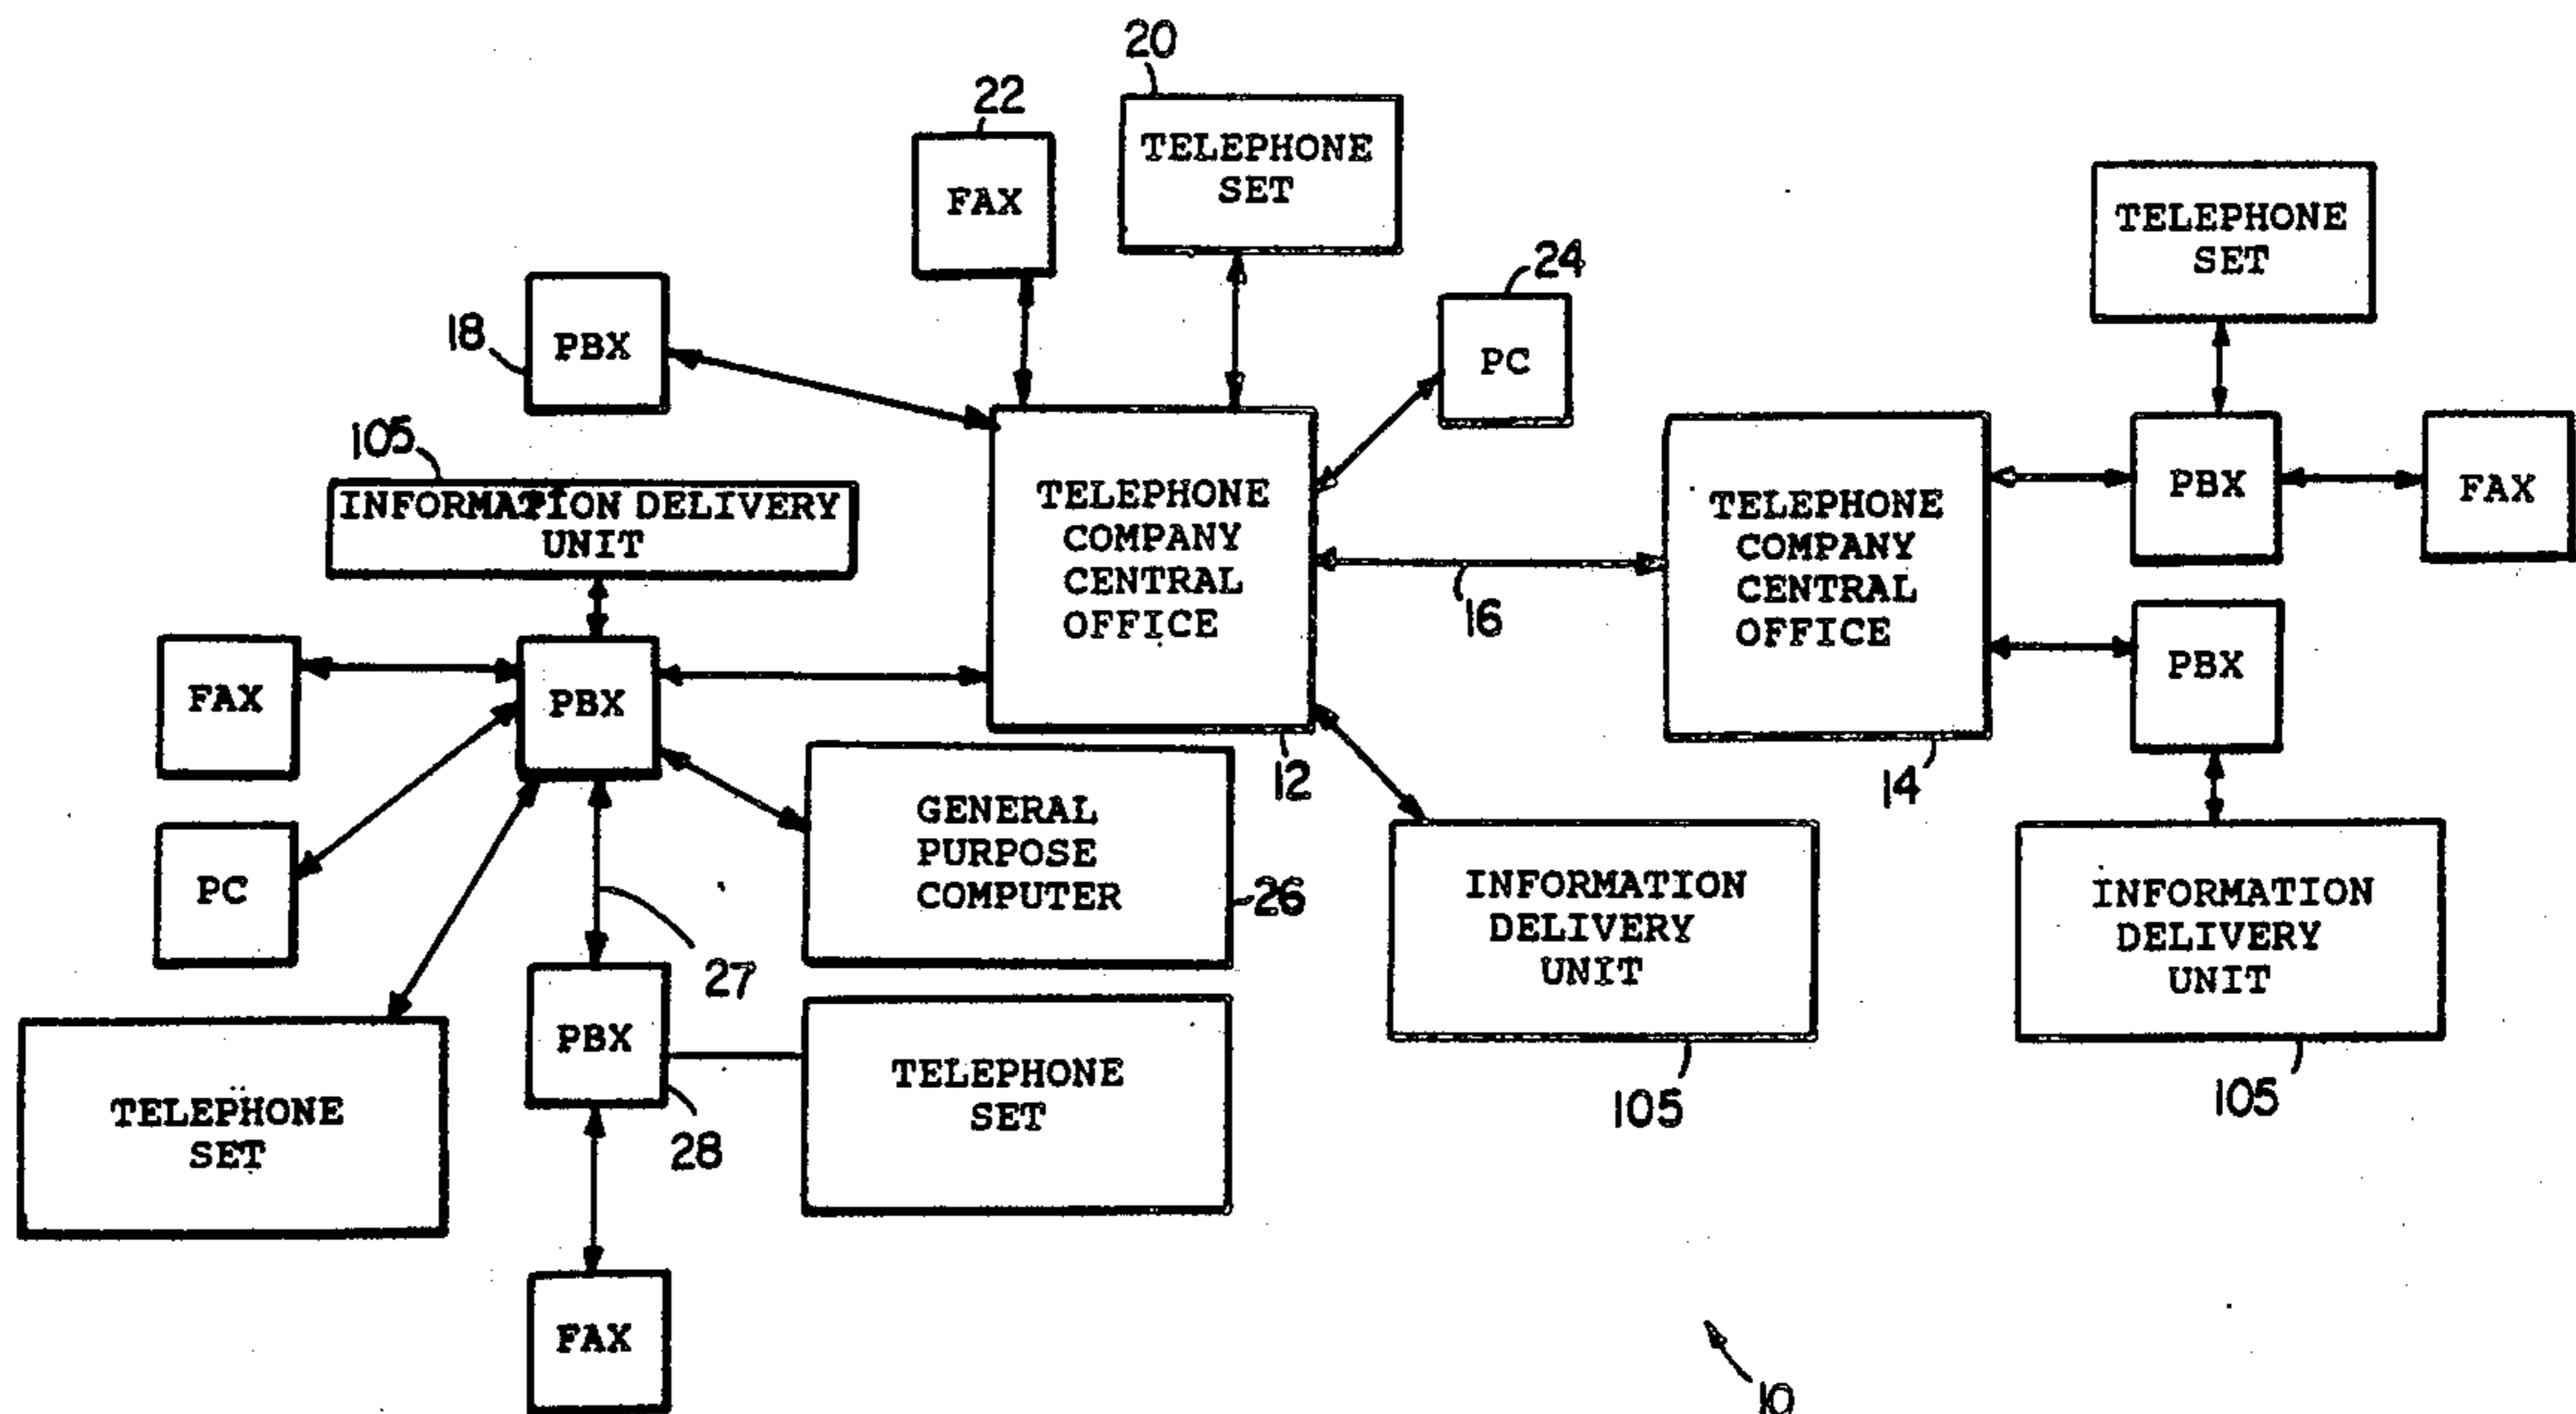 20
22
TELEPHONE
SET
FAX
TELEPHONE
SET
24
18
PBX
PC
105
INFORMATION DELIVERY
UNIT
TELEPHONE
COMPANY
CENTRAL
OFFICE
16
TELEPHONE
COMPANY
CENTRAL
OFFICE
PBX
FAX
FAX
PBX
PBX
12
14
GENERAL
PURPOSE
COMPUTER
26
PC
27
INFORMATION
DELIVERY
UNIT
105
INFORMATION
DELIVERY
UNIT
105
PBX
28
TELEPHONE
SET
TELEPHONE
SET
FAX
10